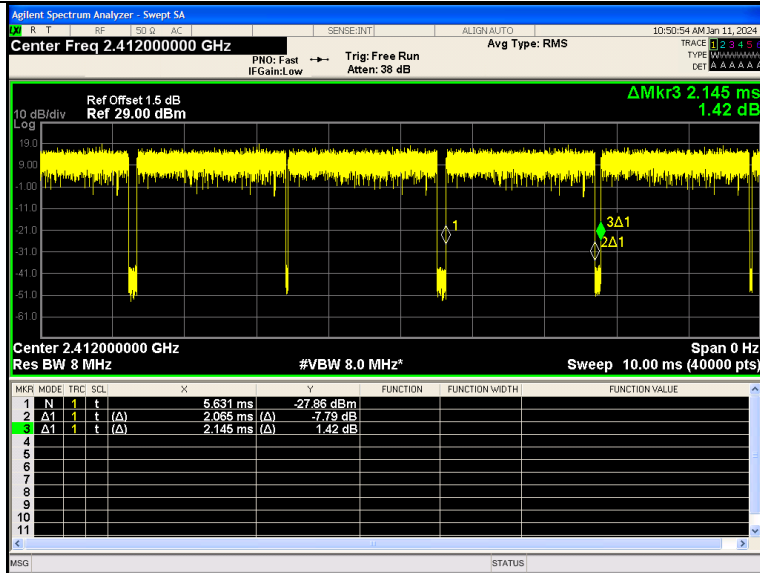 Agilent Spectrum Analyzer - Swept SA
LXI R T RF 50 Ω AC SENSE:INT ALIGN AUTO 10:50:54 AM Jan 11, 2024
Center Freq 2.412000000 GHz Avg Type: RMS TRACE 1 2 3 4 5 6
PNO: Fast Trig: Free Run TYPE W
IFGain:Low Atten: 38 dB DET A A A A A A
ΔMkr3 2.145 ms
1.42 dB
Ref Offset 1.5 dB
10 dB/div Ref 29.00 dBm
Log
19.0
9.00
-1.00
-11.0
-21.0
-31.0
-41.0
-51.0
-61.0
1
3Δ1
2Δ1
Center 2.412000000 GHz Span 0 Hz
Res BW 8 MHz #VBW 8.0 MHz* Sweep 10.00 ms (40000 pts)
MKR MODE TRC SCL X Y FUNCTION FUNCTION WIDTH FUNCTION VALUE
1 N 1 t 5.631 ms -27.86 dBm
2 Δ1 1 t (Δ) 2.065 ms (Δ) -7.79 dB
3 Δ1 1 t (Δ) 2.145 ms (Δ) 1.42 dB
4
5
6
7
8
9
10
11
MSG STATUS